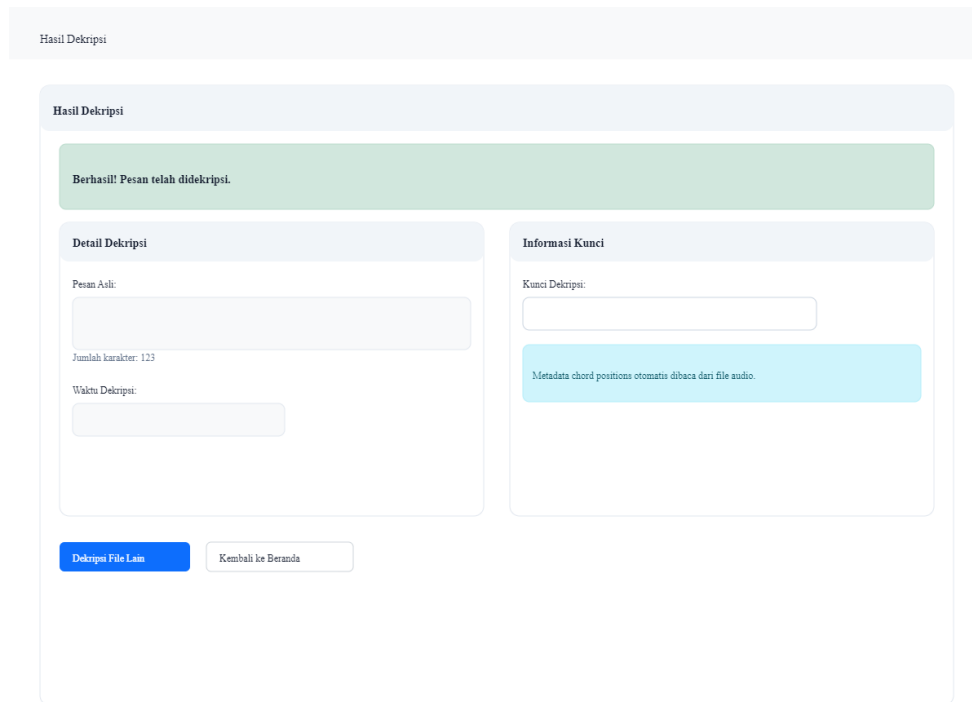 Hasil Dekripsi
Hasil Dekripsi
Berhasil! Pesan telah didekripsi.
Detail Dekripsi
Pesan Asli:
Jumlah karakter: 123
Waktu Dekripsi:
Informasi Kunci
Kunci Dekripsi:
Metadata chord positions otomatis dibaca dari file audio.
Dekripsi File Lain
Kembali ke Beranda